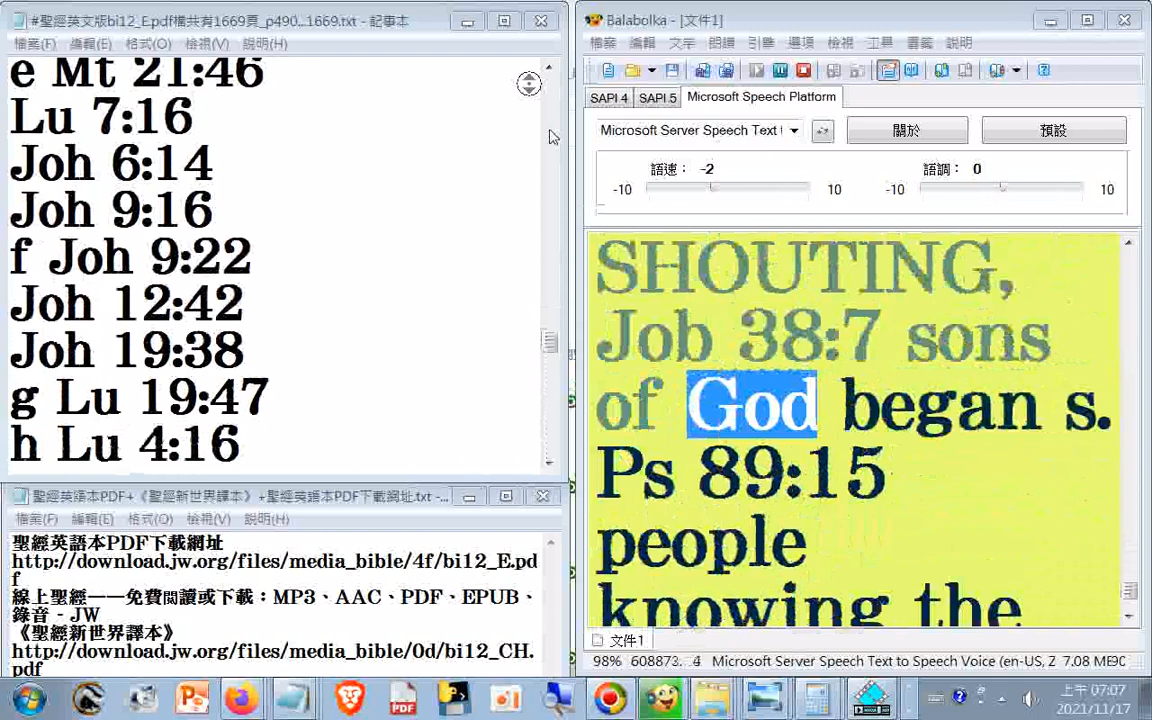 #聖經英文版bi12_E.pdf檔共有1669頁_p490...1669.txt - 記事本
檔案(F) 編輯(E) 格式(O) 檢視(V) 說明(H)
e Mt 21:46
Lu 7:16
Joh 6:14
Joh 9:16
f Joh 9:22
Joh 12:42
Joh 19:38
g Lu 19:47
h Lu 4:16
聖經英語本PDF+《聖經新世界譯本》+聖經英語本PDF下載網址.txt -...
檔案(F) 編輯(E) 格式(O) 檢視(V) 說明(H)
聖經英語本PDF下載網址
http://download.jw.org/files/media_bible/4f/bi12_E.pd
f
線上聖經——免費閱讀或下載：MP3、AAC、PDF、EPUB、
錄音 - JW
《聖經新世界譯本》
http://download.jw.org/files/media_bible/0d/bi12_CH.
pdf
Balabolka - [文件1]
檔案 編輯 文字 朗讀 引擎 選項 檢視 工具 書籤 說明
SAPI 4 SAPI 5 Microsoft Speech Platform
Microsoft Server Speech Text 關於 預設
語速： -2 語調： 0
-10 10 -10 10
SHOUTING,
Job 38:7 sons
of God began s.
Ps 89:15
people
knowing the
文件1
98% 608873. .4 Microsoft Server Speech Text to Speech Voice (en-US, Z 7.08 ME
PDF
上午 07:07
2021/11/17